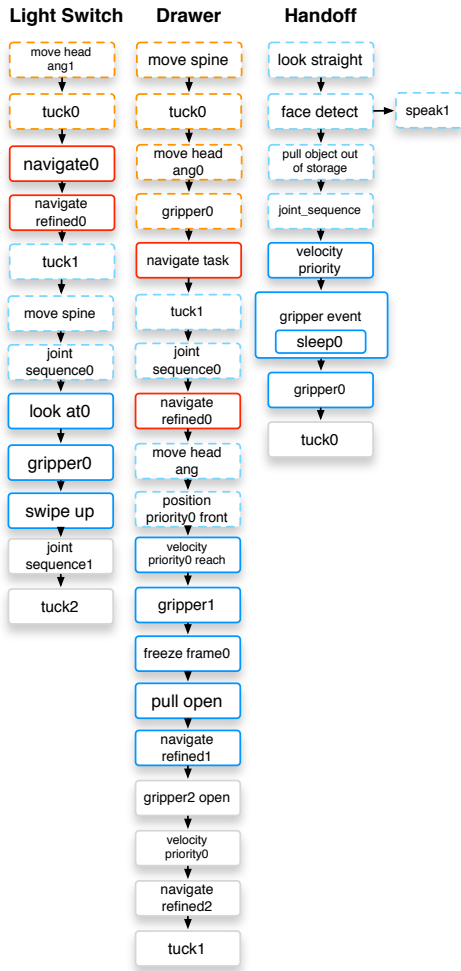 Light Switch
move head
ang1
tuck0
navigate0
navigate
refined0
tuck1
move spine
joint
sequence0
look at0
gripper0
swipe up
joint
sequence1
tuck2
Drawer
move spine
tuck0
move head
ang0
gripper0
navigate task
tuck1
joint
sequence0
navigate
refined0
move head
ang
position
priority0 front
velocity
priority0 reach
gripper1
freeze frame0
pull open
navigate
refined1
gripper2 open
velocity
priority0
navigate
refined2
tuck1
Handoff
look straight
face detect
speak1
pull object out
of storage
joint_sequence
velocity
priority
gripper event
sleep0
gripper0
tuck0